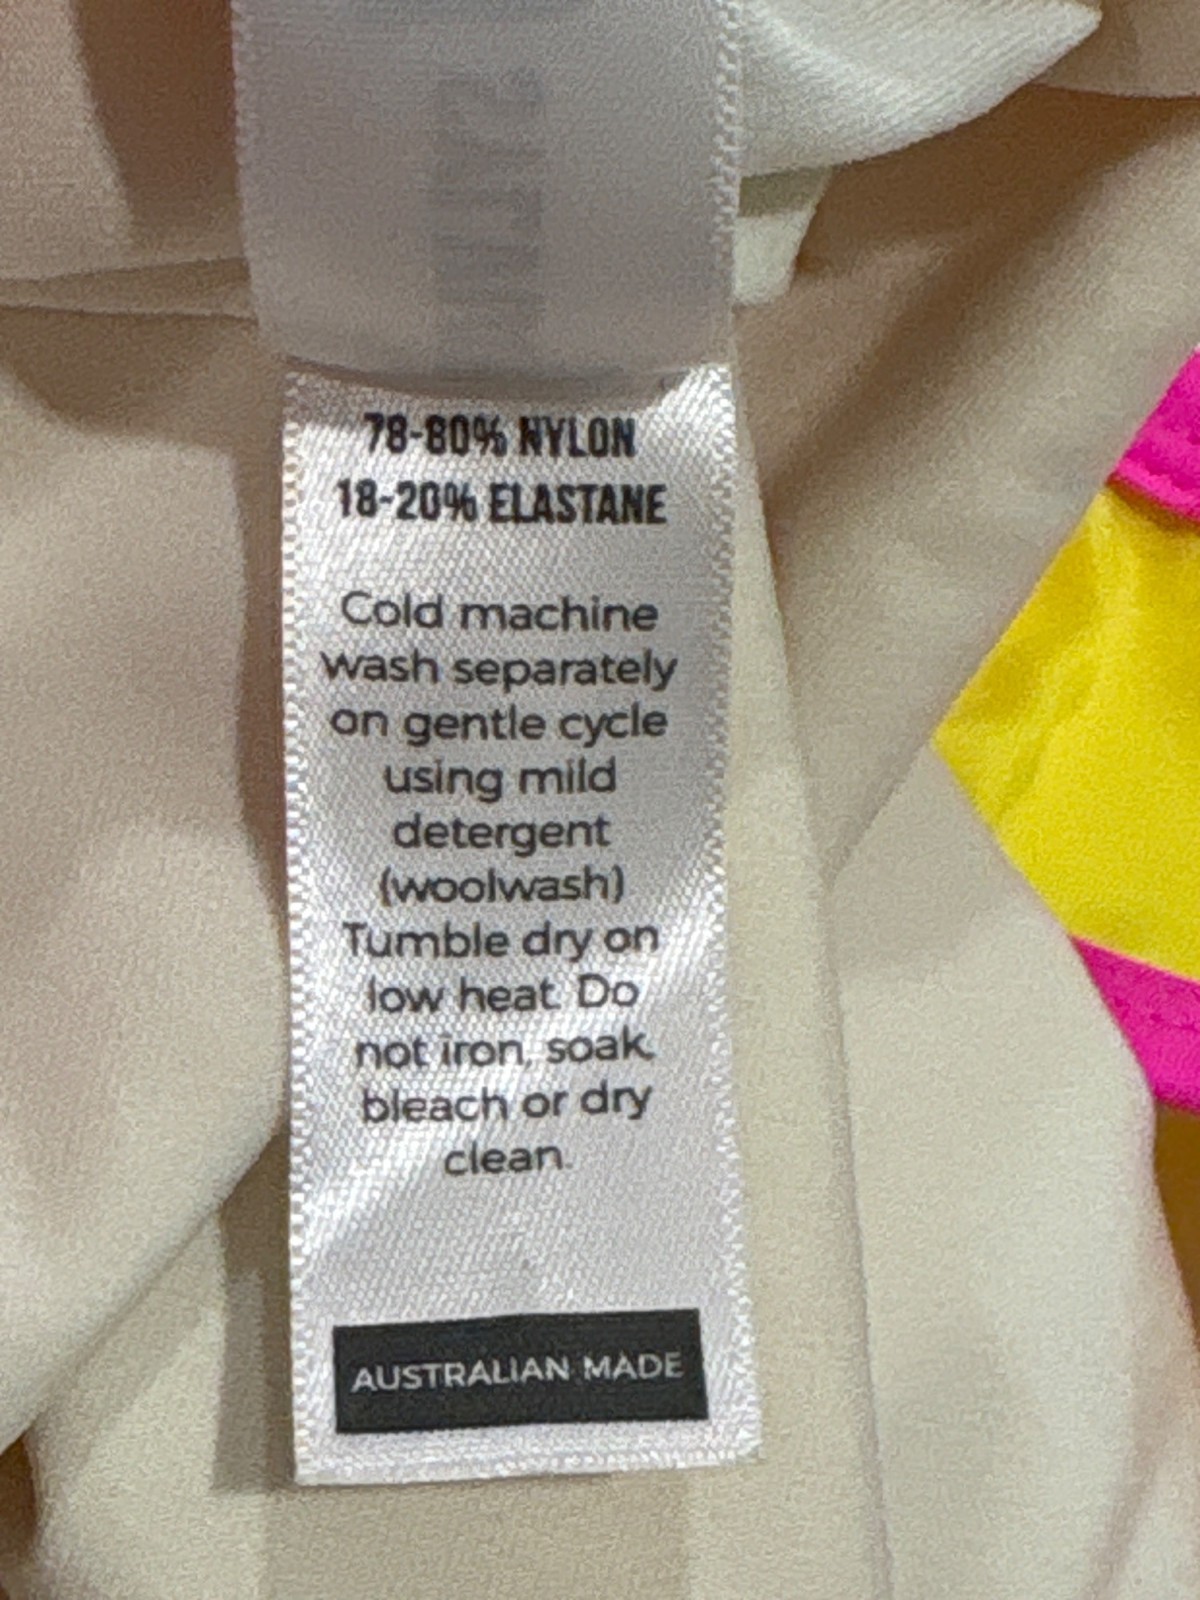 78-80% NYLON
18-20% ELASTANE
Cold machine
wash separately
on gentle cycle
using mild
detergent
(woolwash)
Tumble dry on
low heat. Do
not iron, soak,
bleach or dry
clean.
AUSTRALIAN MADE